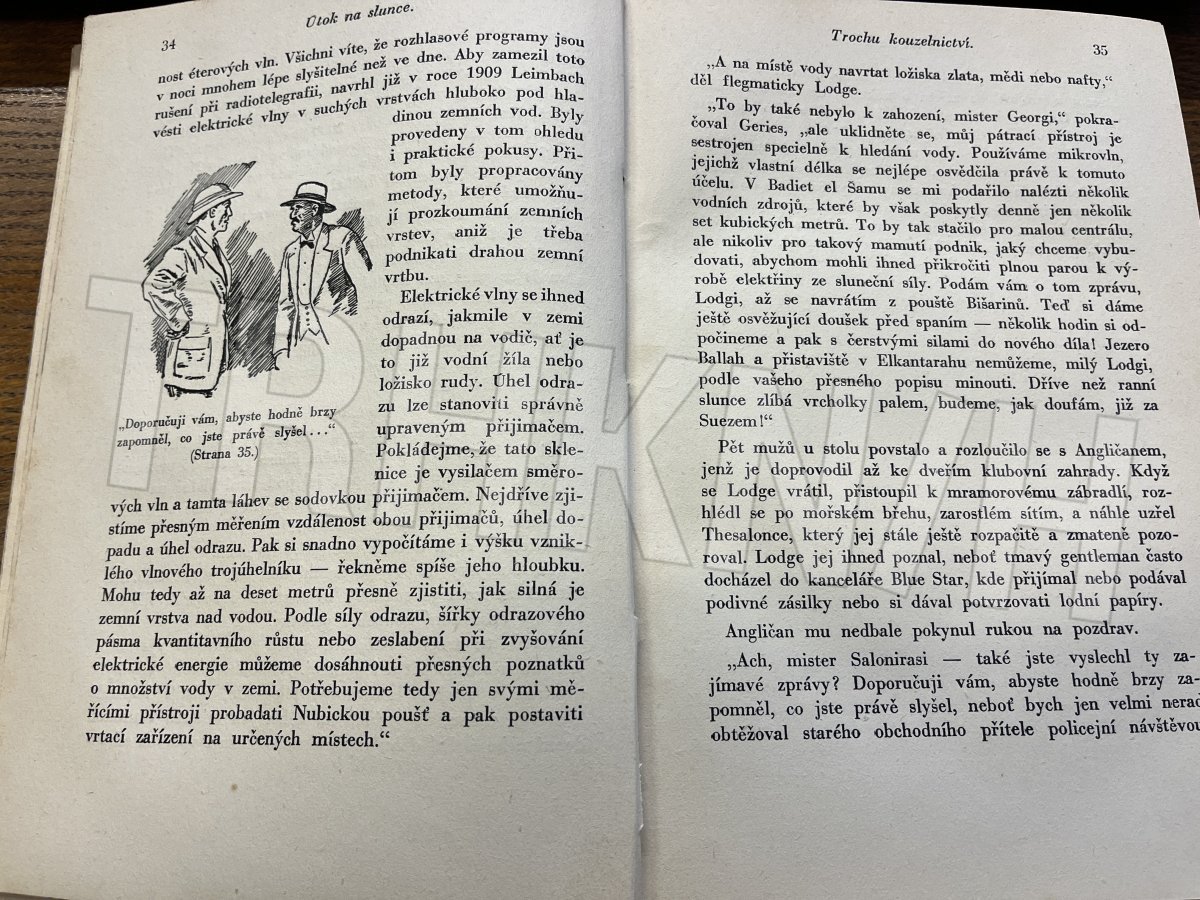 Útok na slunce.
34
nost éterových vln. Všichni víte, že rozhlasové programy jsou
v noci mnohem lépe slyšitelné než ve dne. Aby zamezil toto
rušení při radiotelegrafii, navrhl již v roce 1909 Leimbach
vésti elektrické vlny v suchých vrstvách hluboko pod hla-
dinou zemních vod. Byly
provedeny v tom ohledu
i praktické pokusy. Při-
tom byly propracovány
metody, které umožňu-
jí prozkoumání zemních
vrstev, aniž je třeba
podnikati drahou zemní
vrtbu.
Elektrické vlny se ihned
odrazí, jakmile v zemi
dopadnou na vodič, ať je
to již vodní žíla nebo
ložisko rudy. Úhel odra-
zu lze stanoviti správně
upraveným přijimačem.
Pokládejme, že tato skle-
nice je vysilačem směro-
„Doporučuji vám, abyste hodně brzy
zapomněl, co jste právě slyšel...“
(Strana 35.)
vých vln a tamta láhev se sodovkou přijimačem. Nejdříve zji-
stíme přesným měřením vzdálenost obou přijimačů, úhel do-
padu a úhel odrazu. Pak si snadno vypočítáme i výšku vznik-
lého vlnového trojúhelníku — řekněme spíše jeho hloubku.
Mohu tedy až na deset metrů přesně zjistiti, jak silná je
zemní vrstva nad vodou. Podle síly odrazu, šířky odrazového
pásma kvantitavního růstu nebo zeslabení při zvyšování
elektrické energie můžeme dosáhnouti přesných poznatků
o množství vody v zemi. Potřebujeme tedy jen svými mě-
řícími přístroji probadati Nubickou poušť a pak postaviti
vrtací zařízení na určených místech.“
Trochu kouzelnictví.
35
„A na místě vody navrtat ložiska zlata, mědi nebo nafty,“
děl flegmaticky Lodge.
„To by také nebylo k zahození, mister Georgi,“ pokra-
čoval Geries, „ale uklidněte se, můj pátrací přístroj je
sestrojen specielně k hledání vody. Používáme mikrovln,
jejichž vlastní délka se nejlépe osvědčila právě k tomuto
účelu. V Badiet el Šamu se mi podařilo nalézti několik
vodních zdrojů, které by však poskytly denně jen několik
set kubických metrů. To by tak stačilo pro malou centrálu,
ale nikoliv pro takový mamutí podnik, jaký chceme vybu-
dovati, abychom mohli ihned přikročiti plnou parou k vý-
robě elektřiny ze sluneční síly. Podám vám o tom zprávu,
Lodgi, až se navrátím z pouště Bišarinů. Teď si dáme
ještě osvěžující doušek před spaním — několik hodin si od-
počineme a pak s čerstvými silami do nového díla! Jezero
Ballah a přistaviště v Elkantarahu nemůžeme, milý Lodgi,
podle vašeho přesného popisu minouti. Dříve než ranní
slunce zlíbá vrcholky palem, budeme, jak doufám, již za
Suezem!“
Pět mužů u stolu povstalo a rozloučilo se s Angličanem,
jenž je doprovodil až ke dveřím klubovní zahrady. Když
se Lodge vrátil, přistoupil k mramorovému zábradlí, roz-
hlédl se po mořském břehu, zarostlém sítím, a náhle uzřel
Thesalonce, který jej stále ještě rozpačitě a zmateně pozo-
roval. Lodge jej ihned poznal, neboť tmavý gentleman často
docházel do kanceláře Blue Star, kde přijímal nebo podával
podivné zásilky nebo si dával potvrzovati lodní papíry.
Angličan mu nedbale pokynul rukou na pozdrav.
„Ach, mister Salonirasi — také jste vyslechl ty za-
jímavé zprávy? Doporučuji vám, abyste hodně brzy za-
pomněl, co jste právě slyšel, neboť bych jen velmi nerad
obtěžoval starého obchodního přítele policejní návštěvou